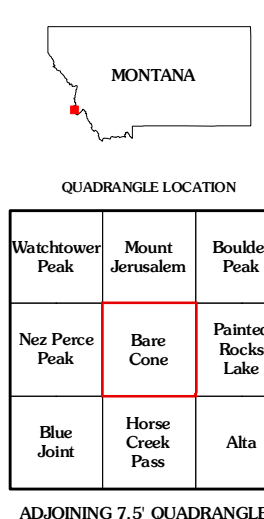 MONTANA
QUADRANGLE LOCATION
Watchtower Peak
Mount Jerusalem
Boulde Peak
Nez Perce Peak
Bare Cone
Painted Rocks Lake
Blue Joint
Horse Creek Pass
Alta
ADJOINING 7.5' QUADRANGLE